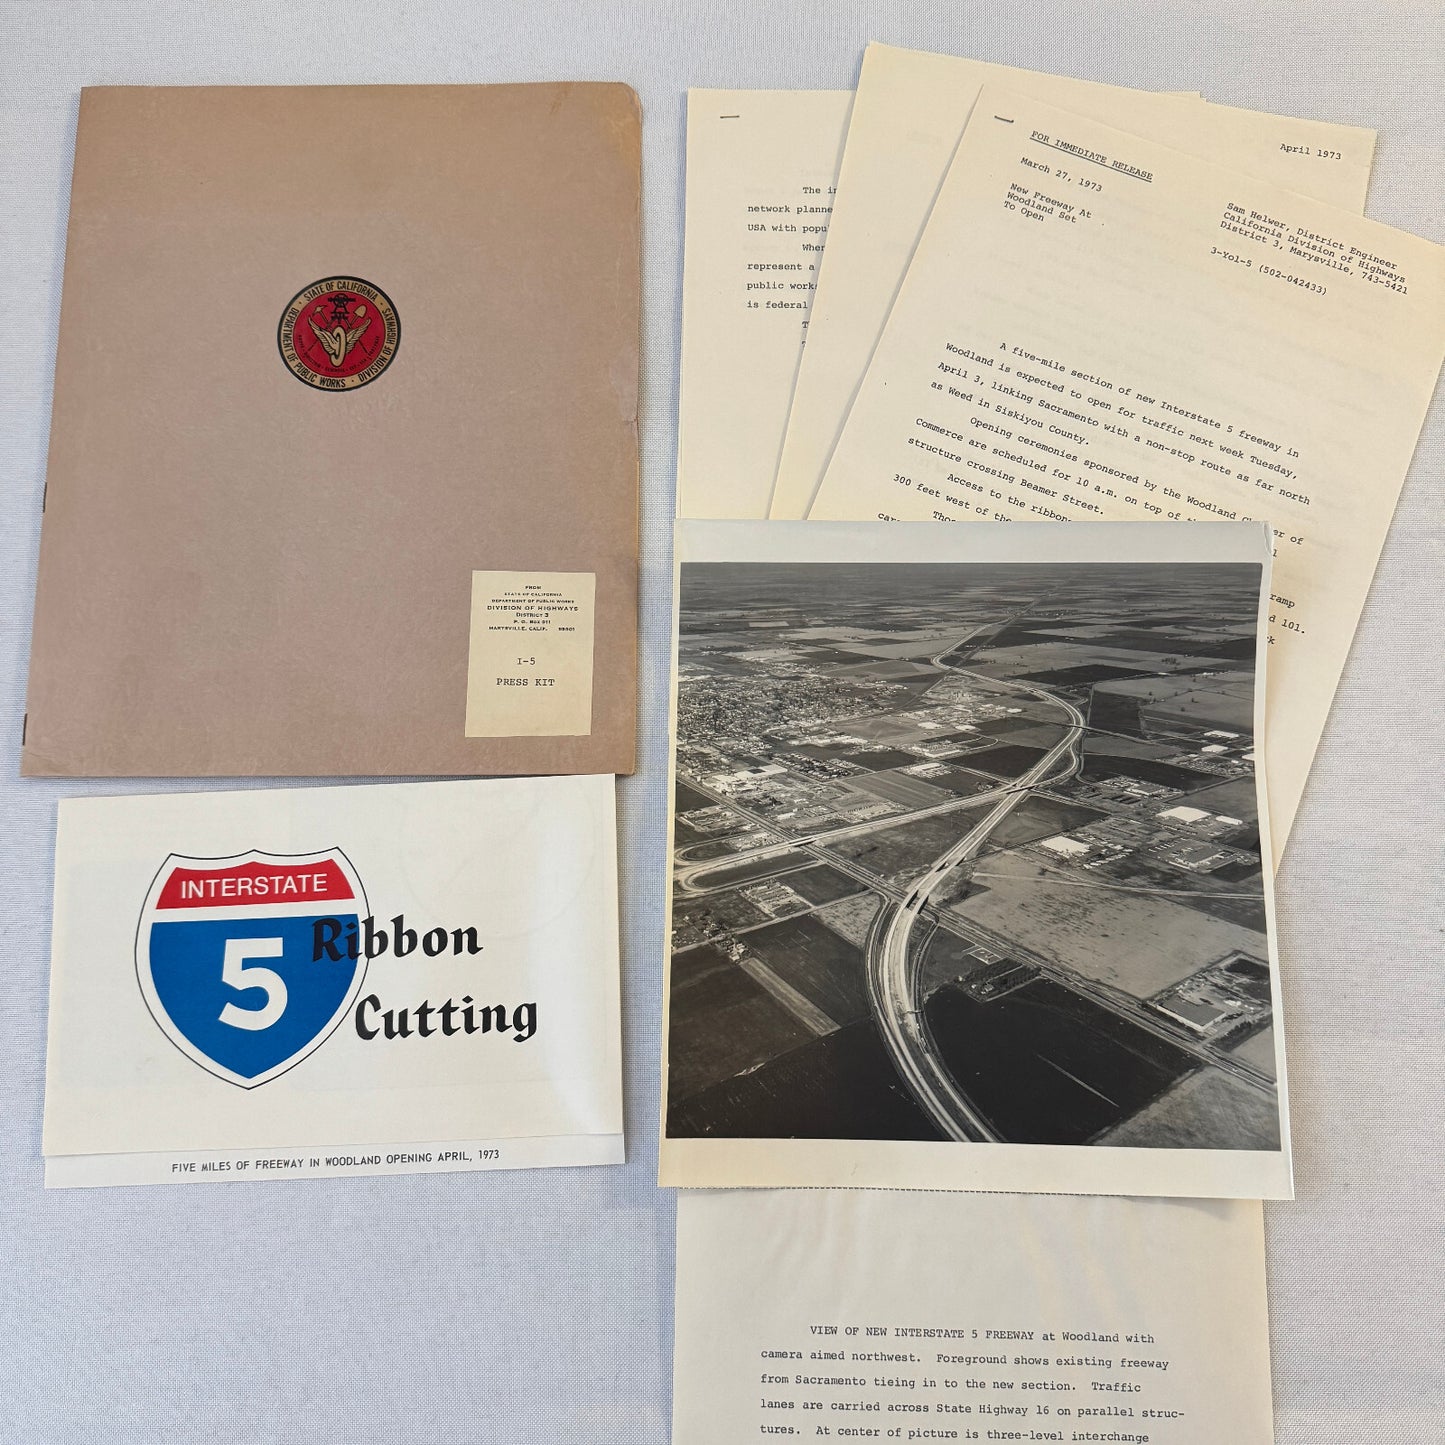 STATE OF CALIFORNIA
DEPARTMENT OF PUBLIC WORKS · DIVISION OF HIGHWAYS
FROM
STATE OF CALIFORNIA
DEPARTMENT OF PUBLIC WORKS
DIVISION OF HIGHWAYS
DISTRICT 3
P. O. Box 911
MARYSVILLE, CALIF. 95901
I-5
PRESS KIT
INTERSTATE
5
Ribbon
Cutting
FIVE MILES OF FREEWAY IN WOODLAND OPENING APRIL, 1973
The
network planne
USA with popu
represent a
public work
is federal
April 1973
FOR IMMEDIATE RELEASE
March 27, 1973
New Freeway At
Woodland Set
To Open
Sam Helwer, District Engineer
California Division of Highways
District 3, Marysville, 743-5421
3-Yol-5 (502-042433)
A five-mile section of new Interstate 5 freeway in
Woodland is expected to open for traffic next week Tuesday,
April 3, linking Sacramento with a non-stop route as far north
as Weed in Siskiyou County.
Opening ceremonies sponsored by the Woodland C er of
Commerce are scheduled for 10 a.m. on top of
structure crossing Beamer Street.
Access to the ribbon
300 feet west of the
ramp
101.
VIEW OF NEW INTERSTATE 5 FREEWAY at Woodland with
camera aimed northwest. Foreground shows existing freeway
from Sacramento tieing in to the new section. Traffic
lanes are carried across State Highway 16 on parallel struc-
tures. At center of picture is three-level interchange